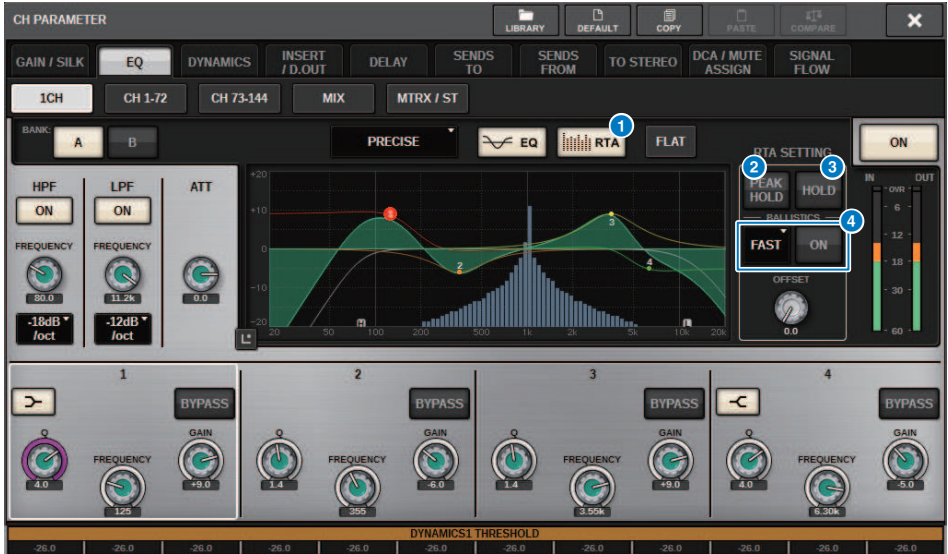 CH PARAMETER
LIBRARY DEFAULT COPY PASTE COMPARE
GAIN / SILK EQ DYNAMICS INSERT / D.OUT DELAY SENDS TO SENDS FROM TO STEREO DCA / MUTE ASSIGN SIGNAL FLOW
1CH CH 1-72 CH 73-144 MIX MTRX / ST
BANK: A B PRECISE EQ RTA 1 FLAT ON
RTA SETTING
2 3
PEAK HOLD HOLD
BALLISTICS 4
FAST ON
OFFSET
0.0
IN OUT
OVR
6
12
18
30
60
HPF LPF ATT
ON ON
FREQUENCY FREQUENCY
80.0 11.2k 0.0
-18dB /oct -12dB /oct
+20
+10
0
-10
-20
2 3 4
H L
20 50 100 200 500 1k 2k 5k 10k 20k
1 2 3 4
BYPASS BYPASS BYPASS BYPASS
Q FREQUENCY GAIN Q FREQUENCY GAIN Q FREQUENCY GAIN Q FREQUENCY GAIN
4.0 125 +9.0 1.4 355 -6.0 1.4 3.55k +9.0 4.0 6.30k -5.0
DYNAMICS1 THRESHOLD
-26.0 -26.0 -26.0 -26.0 -26.0 -26.0 -26.0 -26.0 -26.0 -26.0 -26.0 -26.0